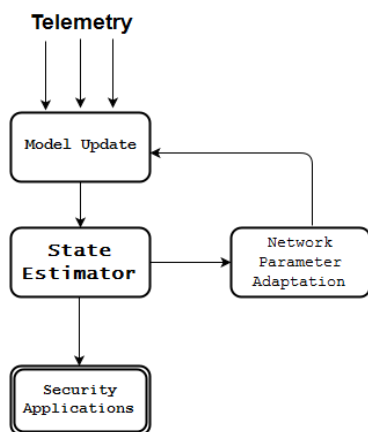 Telemetry
Model Update
State
Estimator
Network
Parameter
Adaptation
Security
Applications